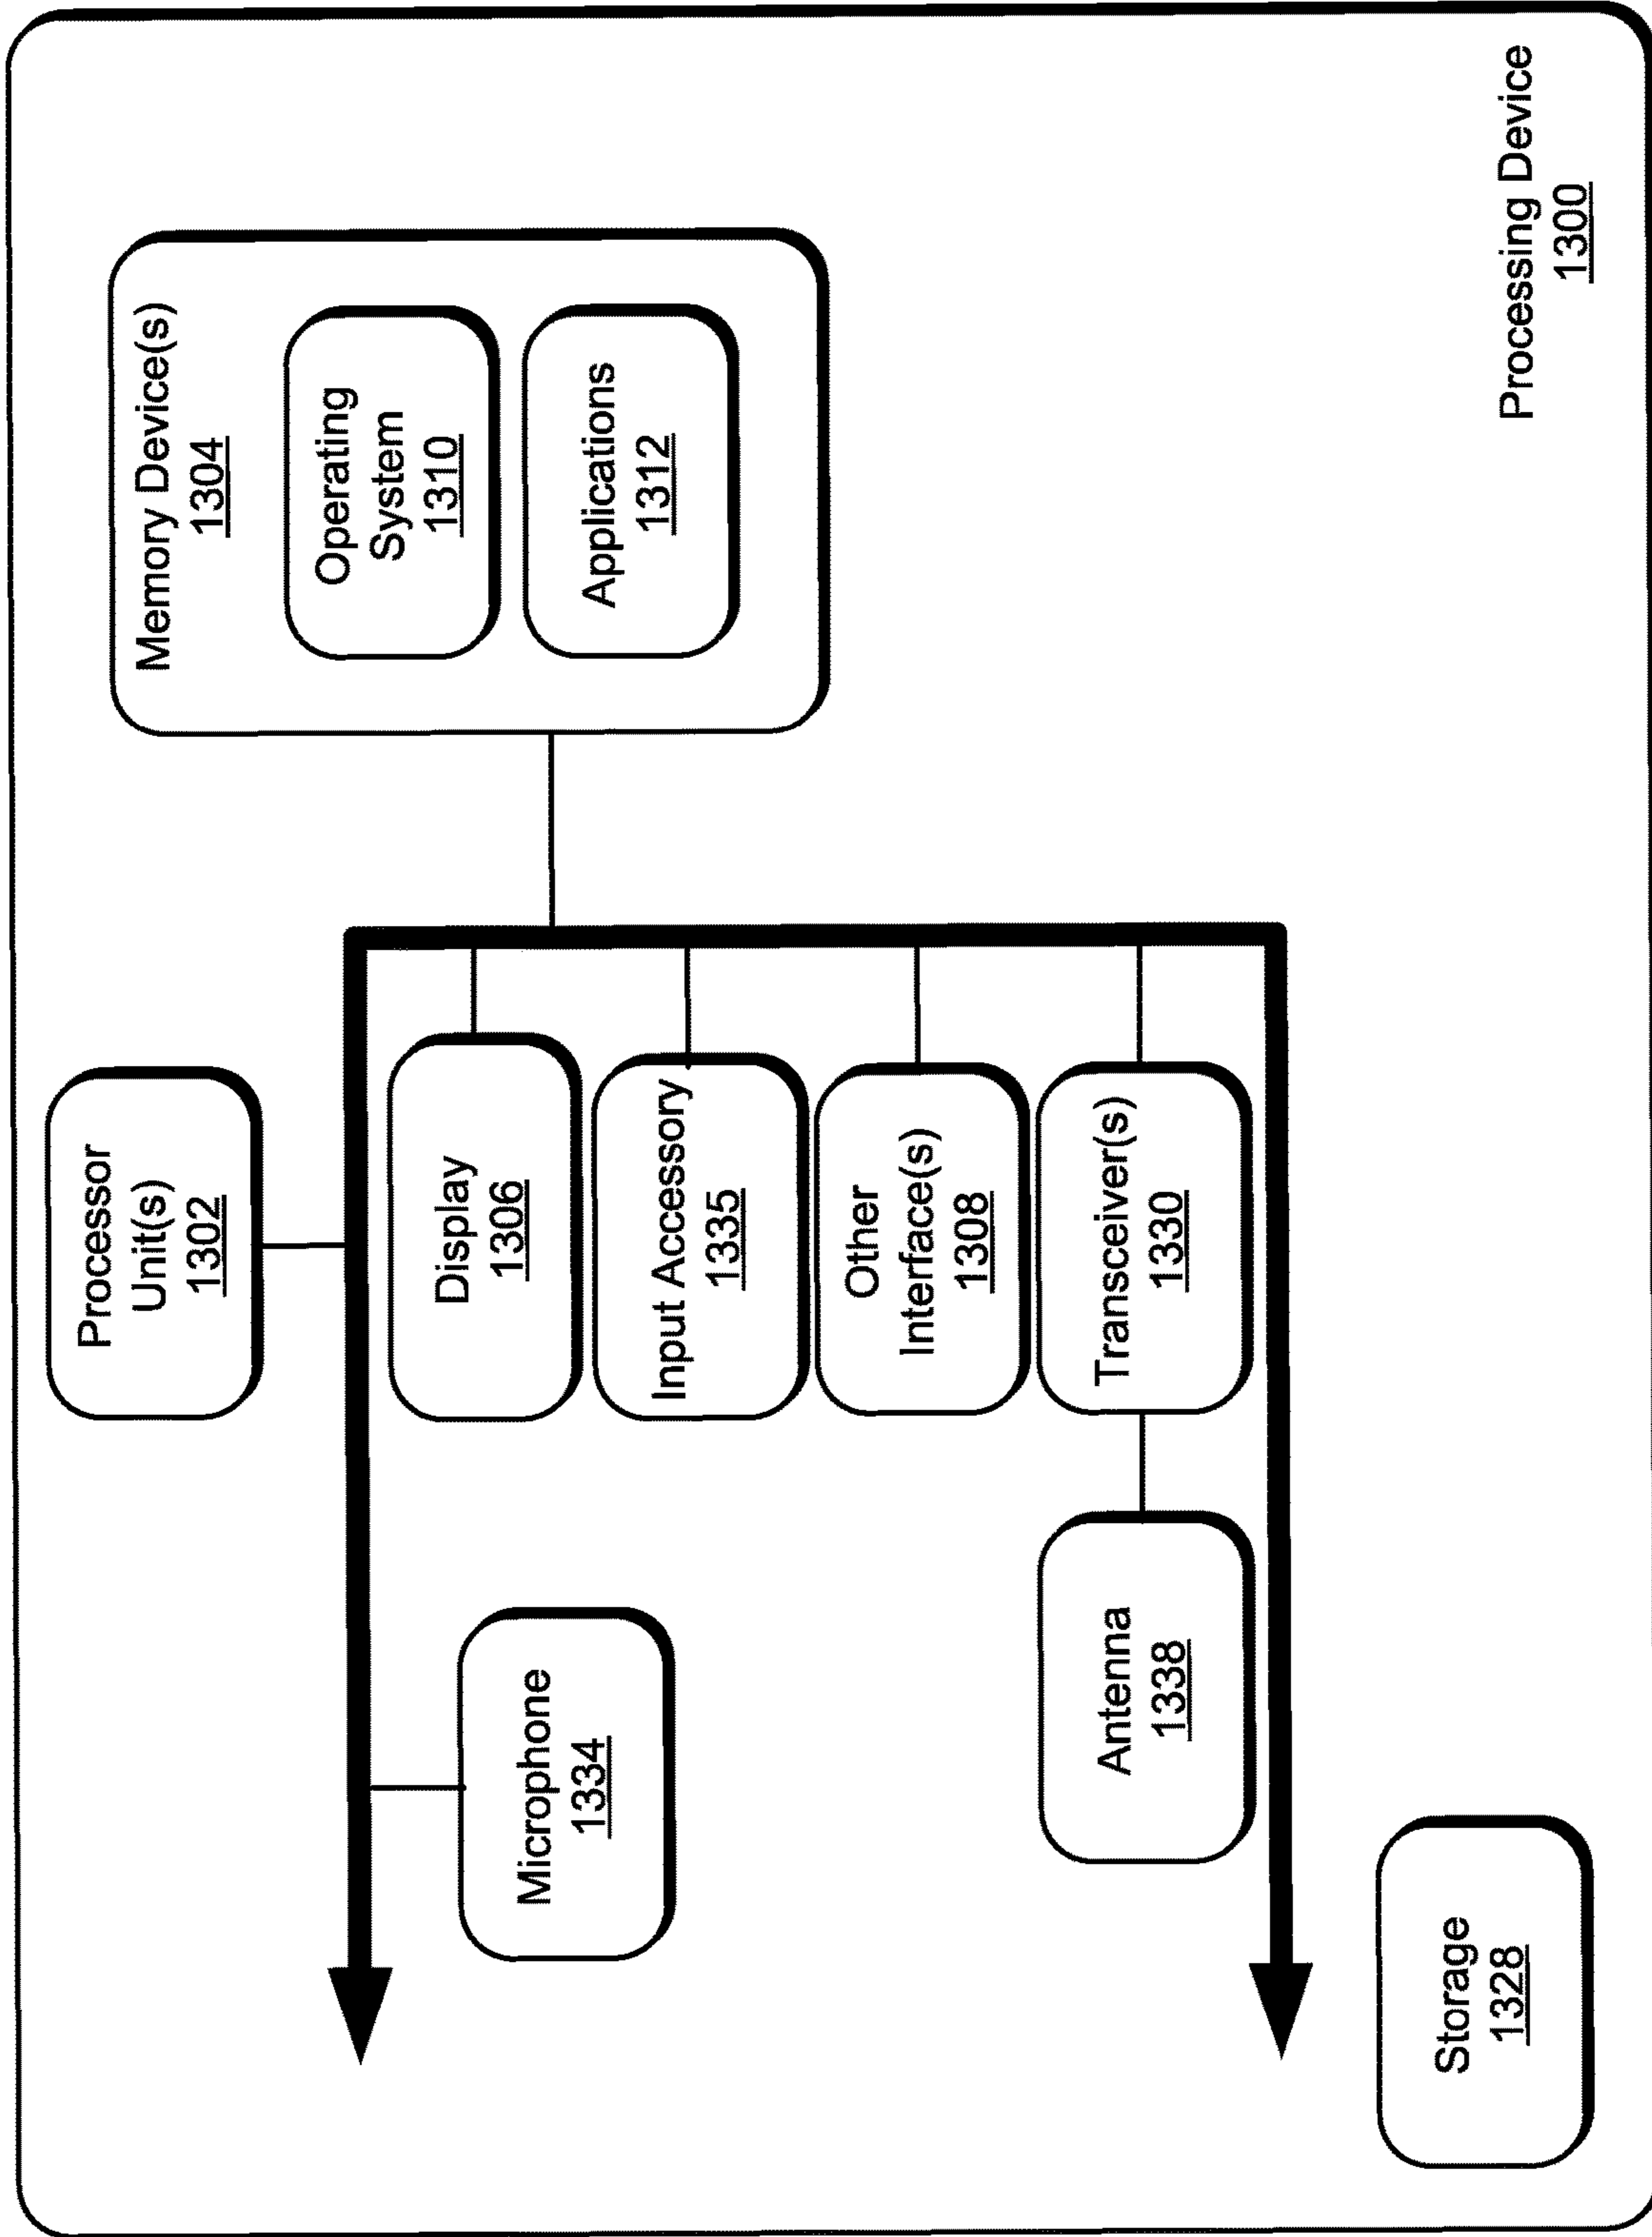 Processor
Unit(s)
1302
Memory Device(s)
1304
Operating
System
1310
Applications
1312
Display
1306
Microphone
1334
Input Accessory
1335
Other
Interface(s)
1308
Transceiver(s)
1330
Antenna
1338
Storage
1328
Processing Device
1300